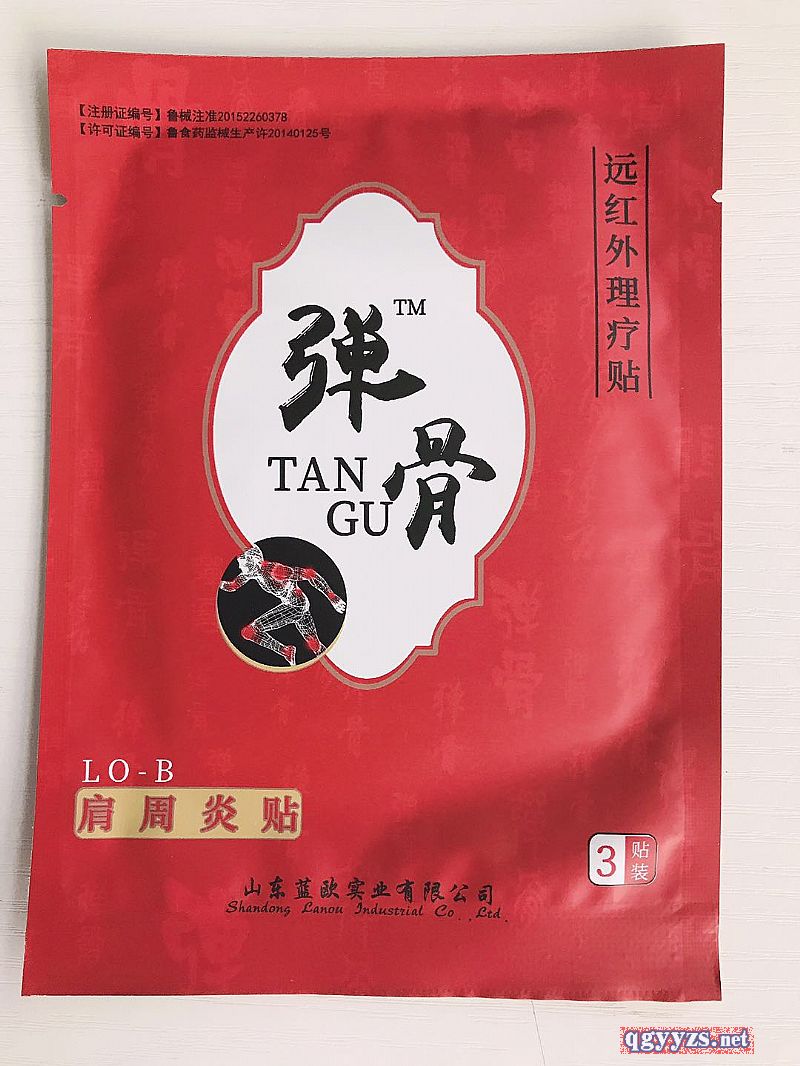 【注册证编号】鲁械注准20152260378
【许可证编号】鲁食药监械生产许20140125号
远红外理疗贴
弹 TM
TAN
GU
骨
LO-B
肩周炎贴
3
贴
装
山东蓝欧实业有限公司
Shandong Lanou Industrial Co.,Ltd.
qgyyzs.net